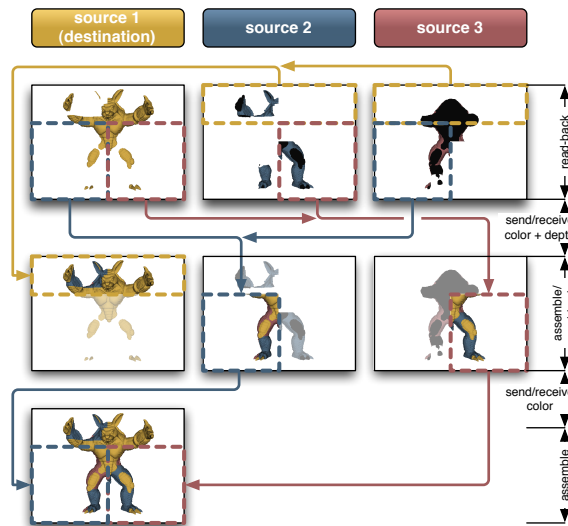 source 1
(destination)
source 2
source 3
read-back
send/receive
color + depth
assemble/
send/receive
color
assemble